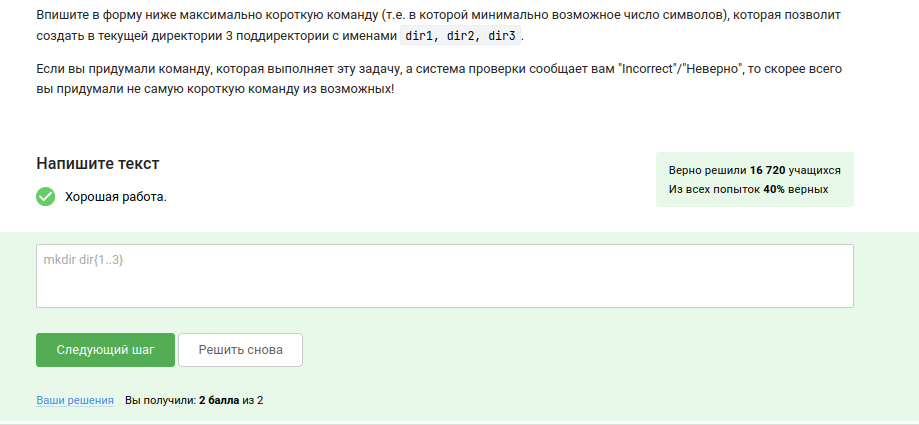 Впишите в форму ниже максимально короткую команду (т.е. в которой минимально возможное число символов), которая позволит
создать в текущей директории 3 поддиректории с именами dir1, dir2, dir3 .
Если вы придумали команду, которая выполняет эту задачу, а система проверки сообщает вам "Incorrect"/"Неверно", то скорее всего
вы придумали не самую короткую команду из возможных!
Напишите текст
Хорошая работа.
Верно решили 16 720 учащихся
Из всех попыток 40% верных
mkdir dir{1..3}
Следующий шаг
Решить снова
Ваши решения Вы получили: 2 балла из 2